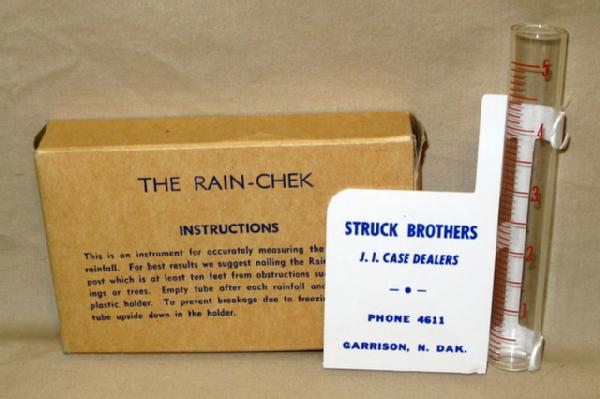 THE RAIN-CHEK
INSTRUCTIONS
This is an instrument for accurately measuring the
rainfall. For best results we suggest nailing the Rain
post which is at least ten feet from obstructions su
ings or trees. Empty tube after each rainfall and
plastic holder. To prevent breakage due to freezin
tube upside down in the holder.
STRUCK BROTHERS
J. I. CASE DEALERS
PHONE 4611
GARRISON, N. DAK.
5
4
3
2
1